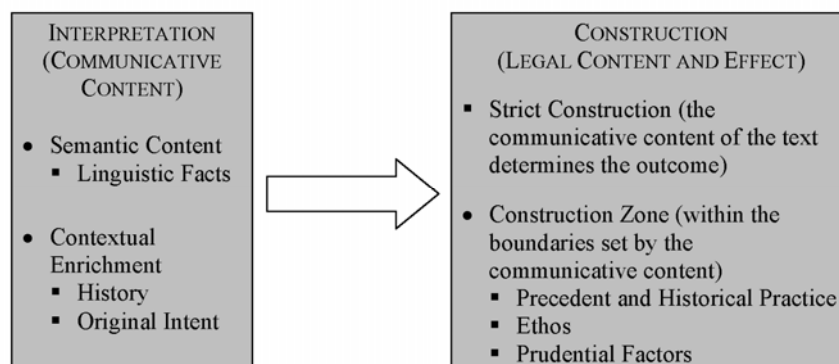 INTERPRETATION
(COMMUNICATIVE
CONTENT)
• Semantic Content
▪ Linguistic Facts
• Contextual
Enrichment
▪ History
▪ Original Intent
CONSTRUCTION
(LEGAL CONTENT AND EFFECT)
▪ Strict Construction (the
communicative content of the text
determines the outcome)
• Construction Zone (within the
boundaries set by the
communicative content)
▪ Precedent and Historical Practice
▪ Ethos
▪ Prudential Factors